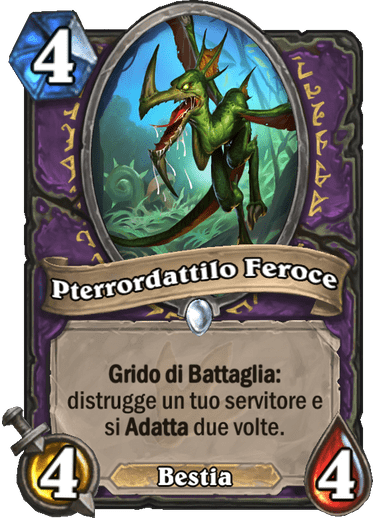 4
Pterrordattilo Feroce
Grido di Battaglia:
distrugge un tuo servitore e
si Adatta due volte.
4
Bestia
4